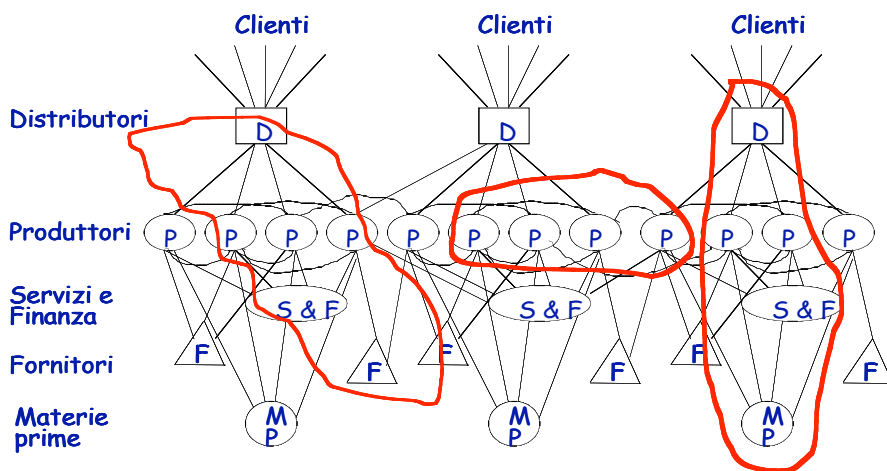 Clienti Clienti Clienti
Distributori D D D
Produttori P P P P P P P P P P P P
Servizi e
Finanza
S & F S & F S & F
Fornitori F F F F F F
Materie
prime
M
P
M
P
M
P